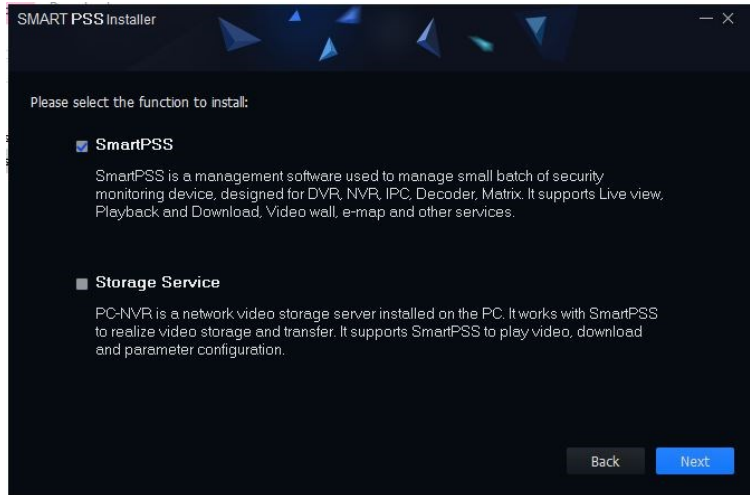 SMART PSS Installer
Please select the function to install:
SmartPSS
SmartPSS is a management software used to manage small batch of security
monitoring device, designed for DVR, NVR, IPC, Decoder, Matrix. It supports Live view,
Playback and Download, Video wall, e-map and other services.
Storage Service
PC-NVR is a network video storage server installed on the PC. It works with SmartPSS
to realize video storage and transfer. It supports SmartPSS to play video, download
and parameter configuration.
Back Next